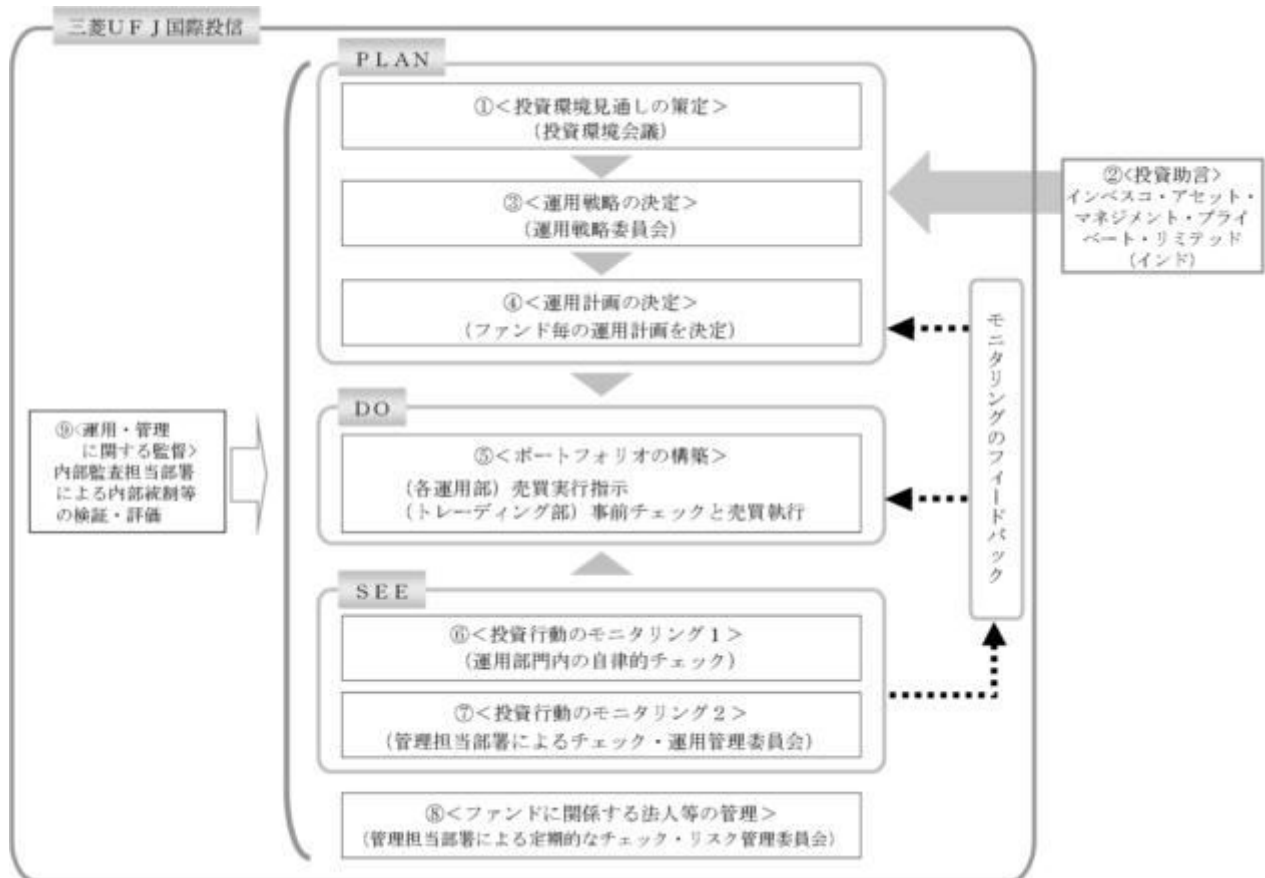 三菱UFJ国際投信
PLAN
①<投資環境見通しの策定>
(投資環境会議)
②<投資助言>
インベスコ・アセット・
マネジメント・プライ
ベート・リミテッド
(インド)
③<運用戦略の決定>
(運用戦略委員会)
④<運用計画の決定>
(ファンド毎の運用計画を決定)
モニタリングのフィードバック
DO
⑤<ポートフォリオの構築>
(各運用部)売買実行指示
(トレーディング部)事前チェックと売買執行
⑨<運用・管理
に関する監督>
内部監査担当部署
による内部統制等
の検証・評価
SEE
⑥<投資行動のモニタリング1>
(運用部門内の自律的チェック)
⑦<投資行動のモニタリング2>
(管理担当部署によるチェック・運用管理委員会)
⑧<ファンドに関係する法人等の管理>
(管理担当部署による定期的なチェック・リスク管理委員会)